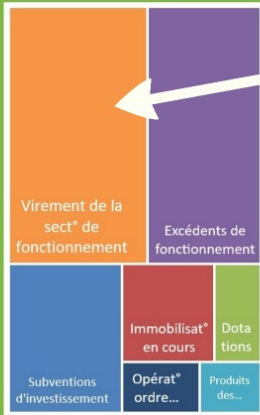 Virement de la
sect° de
fonctionnement
Excédents de
fonctionnement
Subventions
d'investissement
Immobilisat°
en cours
Dota
tions
Opérat°
ordre...
Produits
des...